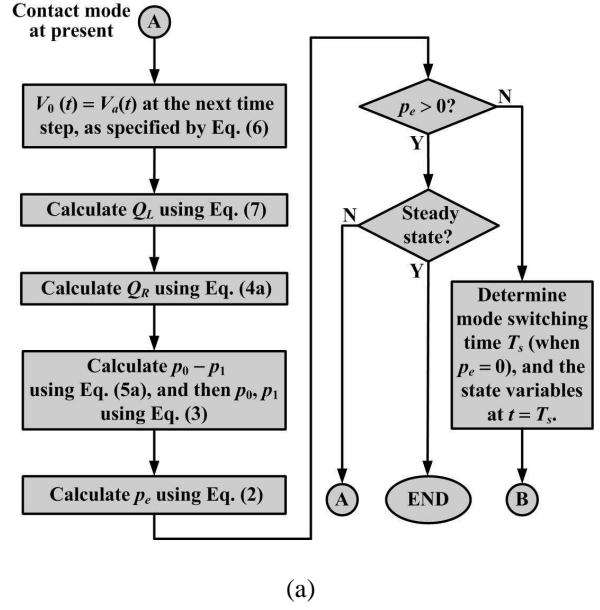 Contact mode
at present
A
V₀ (t) = Vₐ(t) at the next time
step, as specified by Eq. (6)
Calculate Q_L using Eq. (7)
Calculate Q_R using Eq. (4a)
Calculate p₀ – p₁
using Eq. (5a), and then p₀, p₁
using Eq. (3)
Calculate pₑ using Eq. (2)
pₑ > 0?
N
Y
Steady
state?
N
Y
Determine
mode switching
time Tₛ (when
pₑ = 0), and the
state variables
at t = Tₛ.
A
END
B
(a)